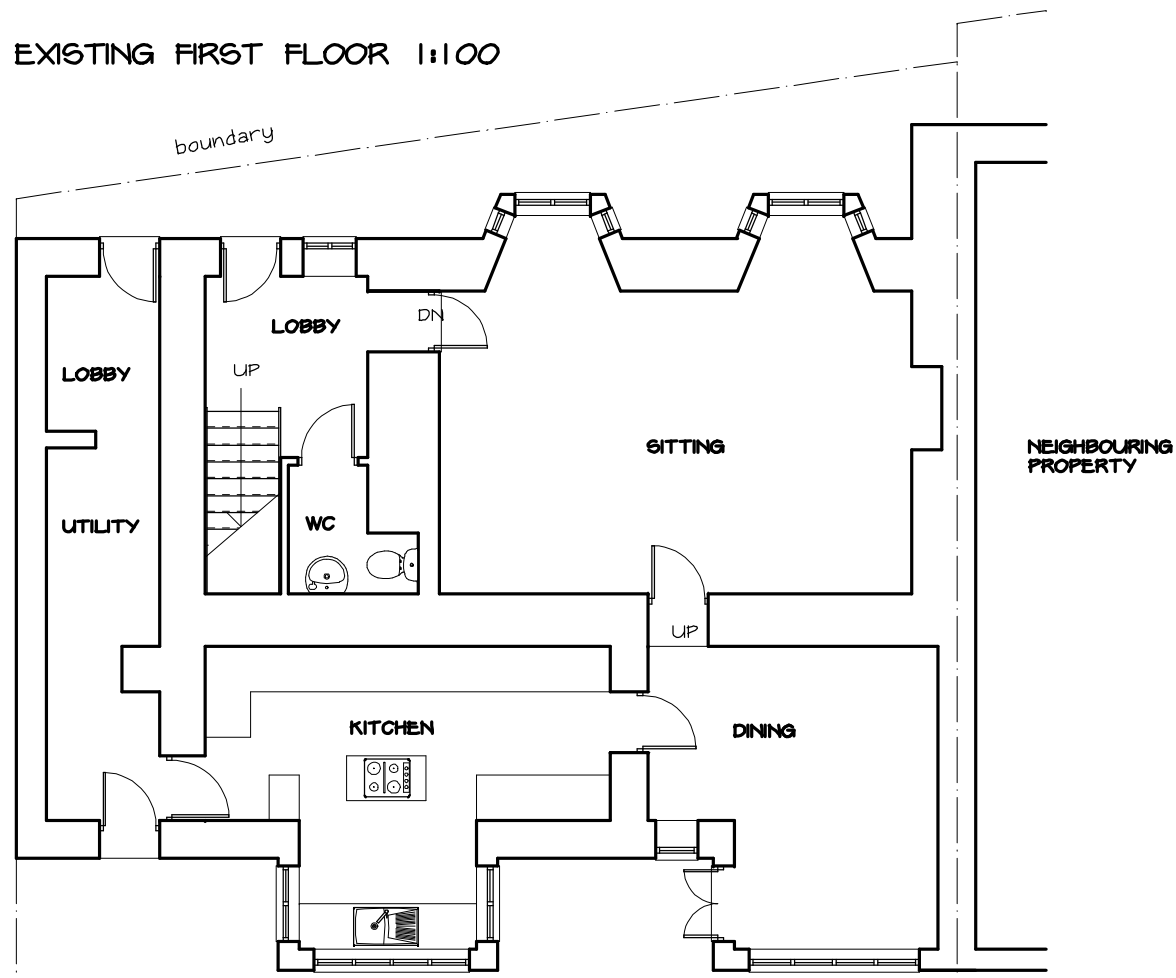 EXISTING FIRST FLOOR 1:100
boundary
DN
LOBBY
LOBBY
UP
SITTING
NEIGHBOURING
PROPERTY
UTILITY
WC
UP
KITCHEN
DINING